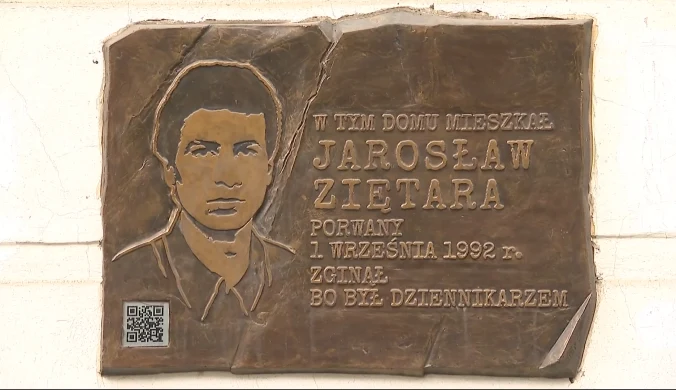 W TYM DOMU MIESZKAŁ
JAROSŁAW
ZIĘTARA
PORWANY
1 WRZEŚNIA 1992 r.
ZGINĄŁ
BO BYŁ DZIENNIKARZEM